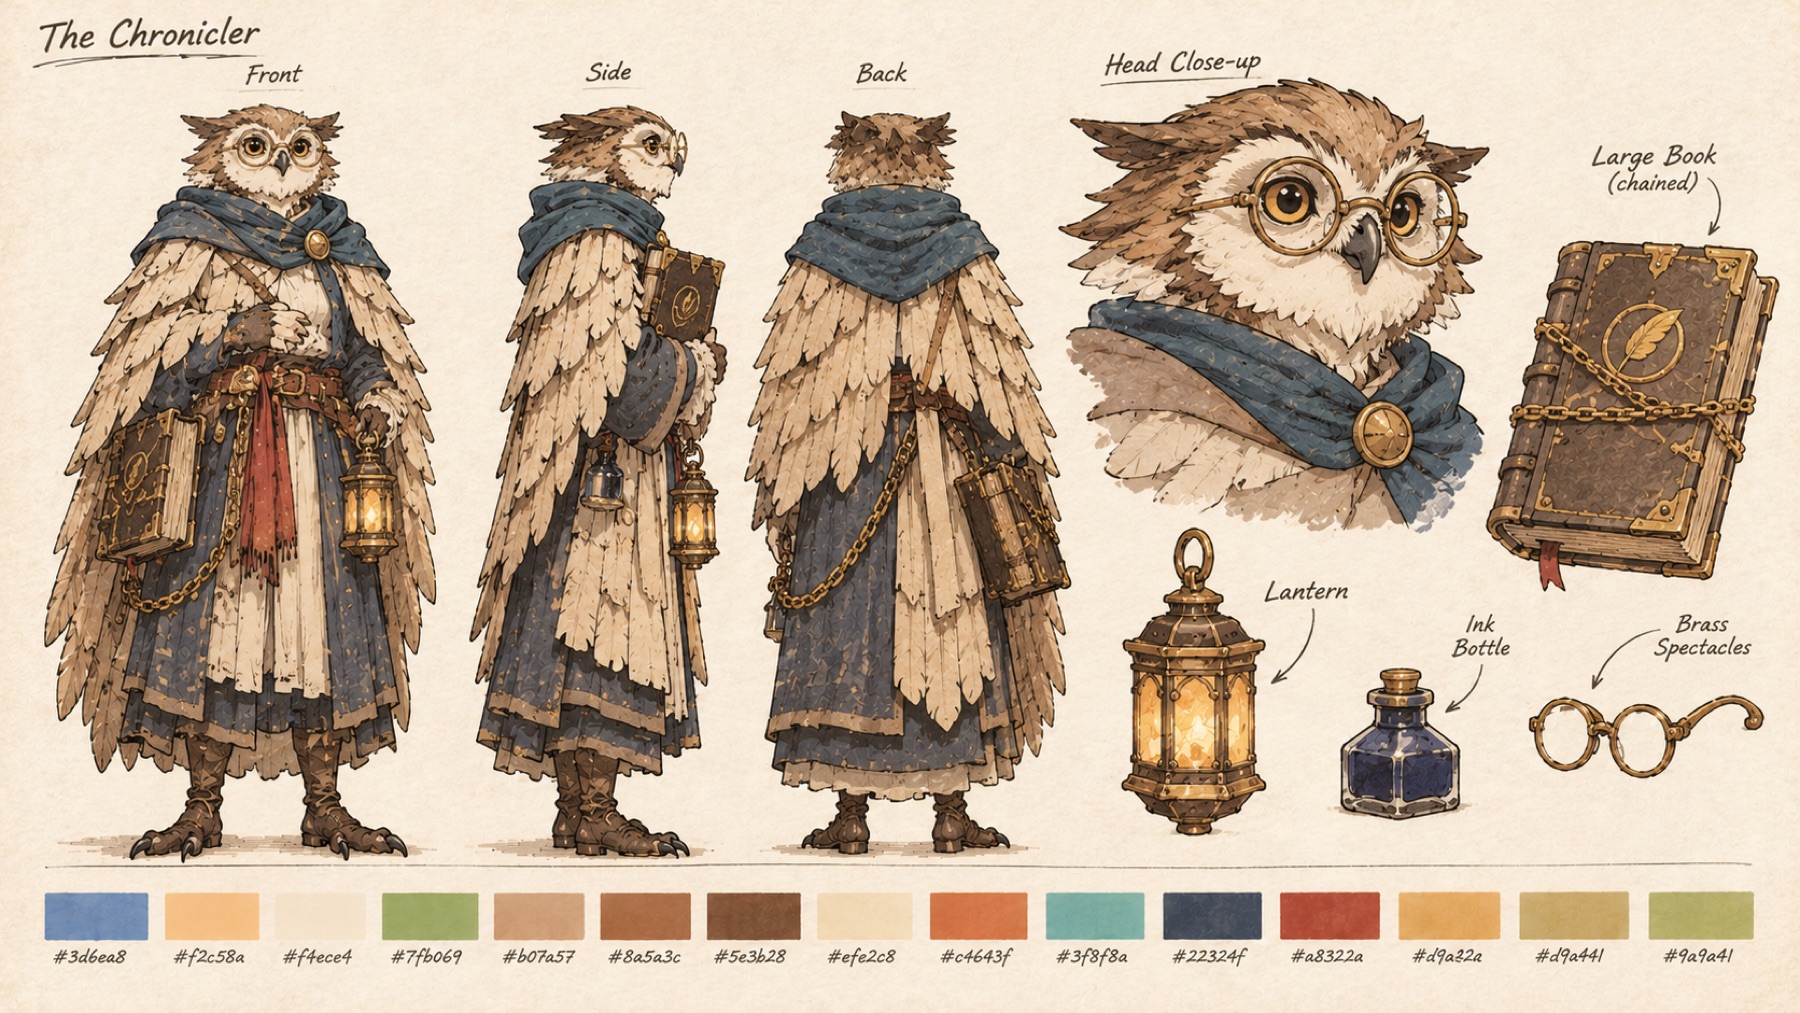 The Chronicler
Front
Side
Back
Head Close-up
Large Book
(chained)
Lantern
Ink
Bottle
Brass
Spectacles
#3d6ea8
#f2c58a
#f4ece4
#7fb069
#b07a57
#8a5a3c
#5e3b28
#efe2c8
#c4643f
#3f8f8a
#22324f
#a8322a
#d9a22a
#d9a441
#9a9a41